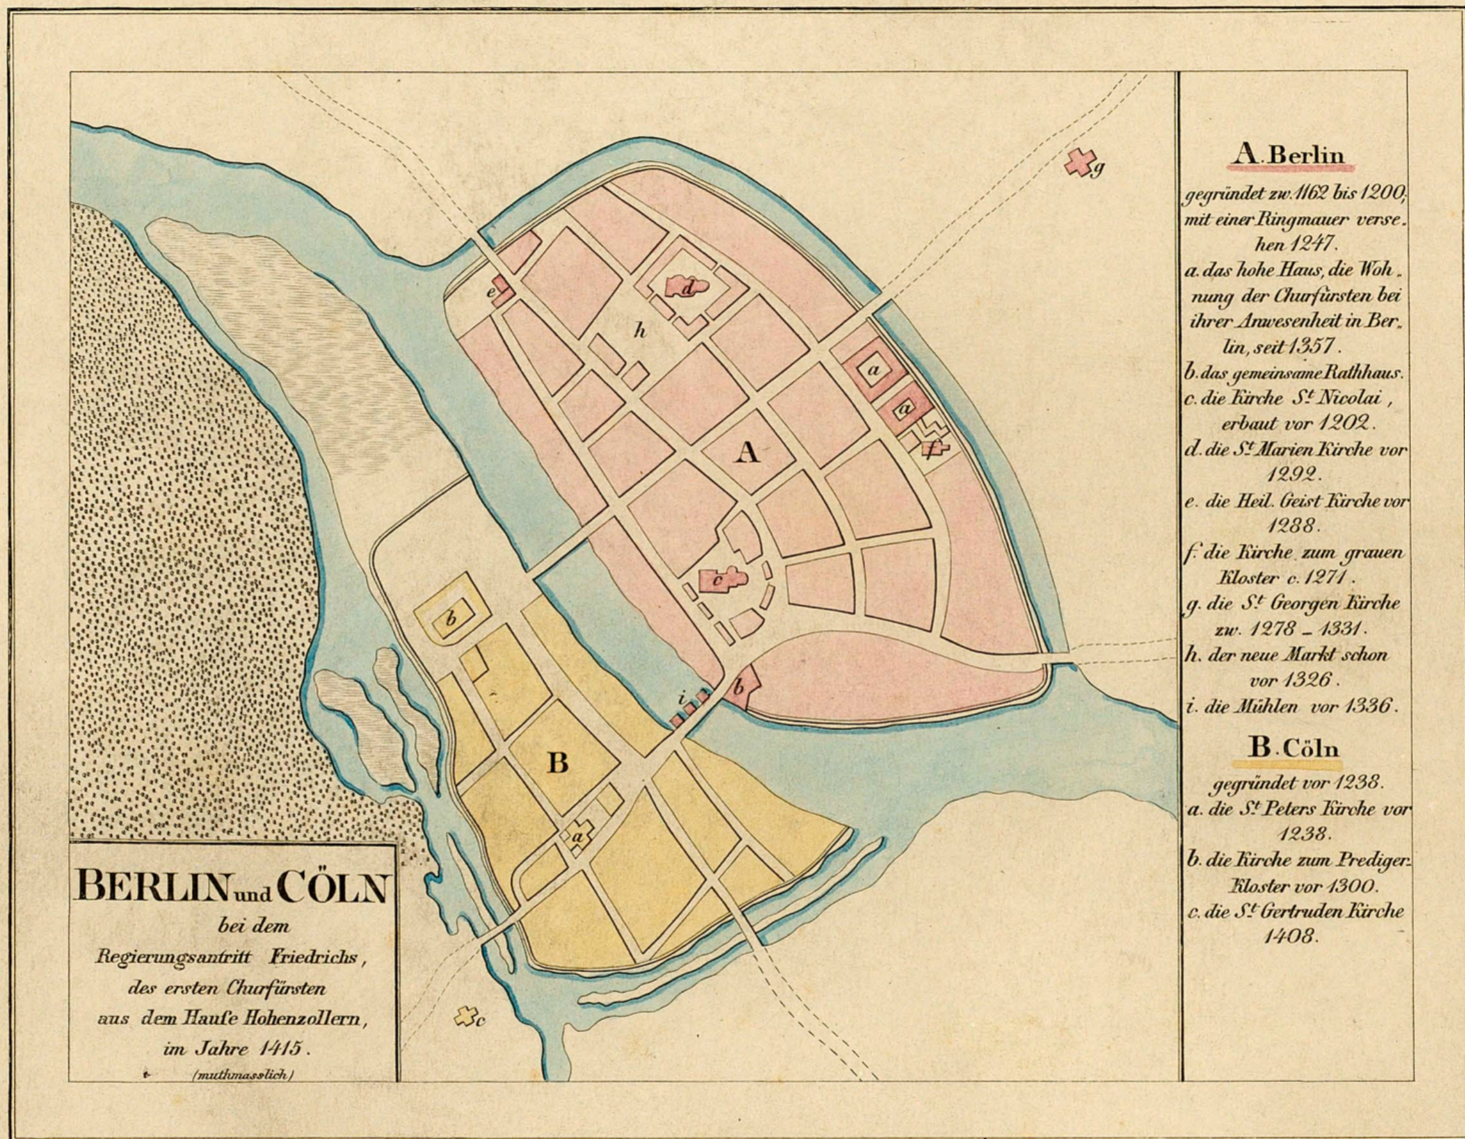 A. Berlin
gegründet zw. 1162 bis 1200,
mit einer Ringmauer verse-
hen 1247.
a. das hohe Haus, die Woh-
nung der Churfürsten bei
ihrer Anwesenheit in Ber-
lin, seit 1357.
b. das gemeinsame Rathhaus.
c. die Kirche St Nicolai,
erbaut vor 1202.
d. die St Marien Kirche vor
1292.
e. die Heil. Geist Kirche vor
1288.
f. die Kirche zum grauen
Kloster c. 1271.
g. die St Georgen Kirche
zw. 1278 – 1331.
h. der neue Markt schon
vor 1326.
i. die Mühlen vor 1336.
B. Cöln
gegründet vor 1238.
a. die St Peters Kirche vor
1238.
b. die Kirche zum Prediger-
Kloster vor 1300.
c. die St Gertruden Kirche
1408.
g
d
e
h
a
a
f
A
c
b
i
b
B
a
c
BERLIN und CÖLN
bei dem
Regierungsantritt Friedrichs,
des ersten Churfürsten
aus dem Hauſe Hohenzollern,
im Jahre 1415.
(muthmasslich)